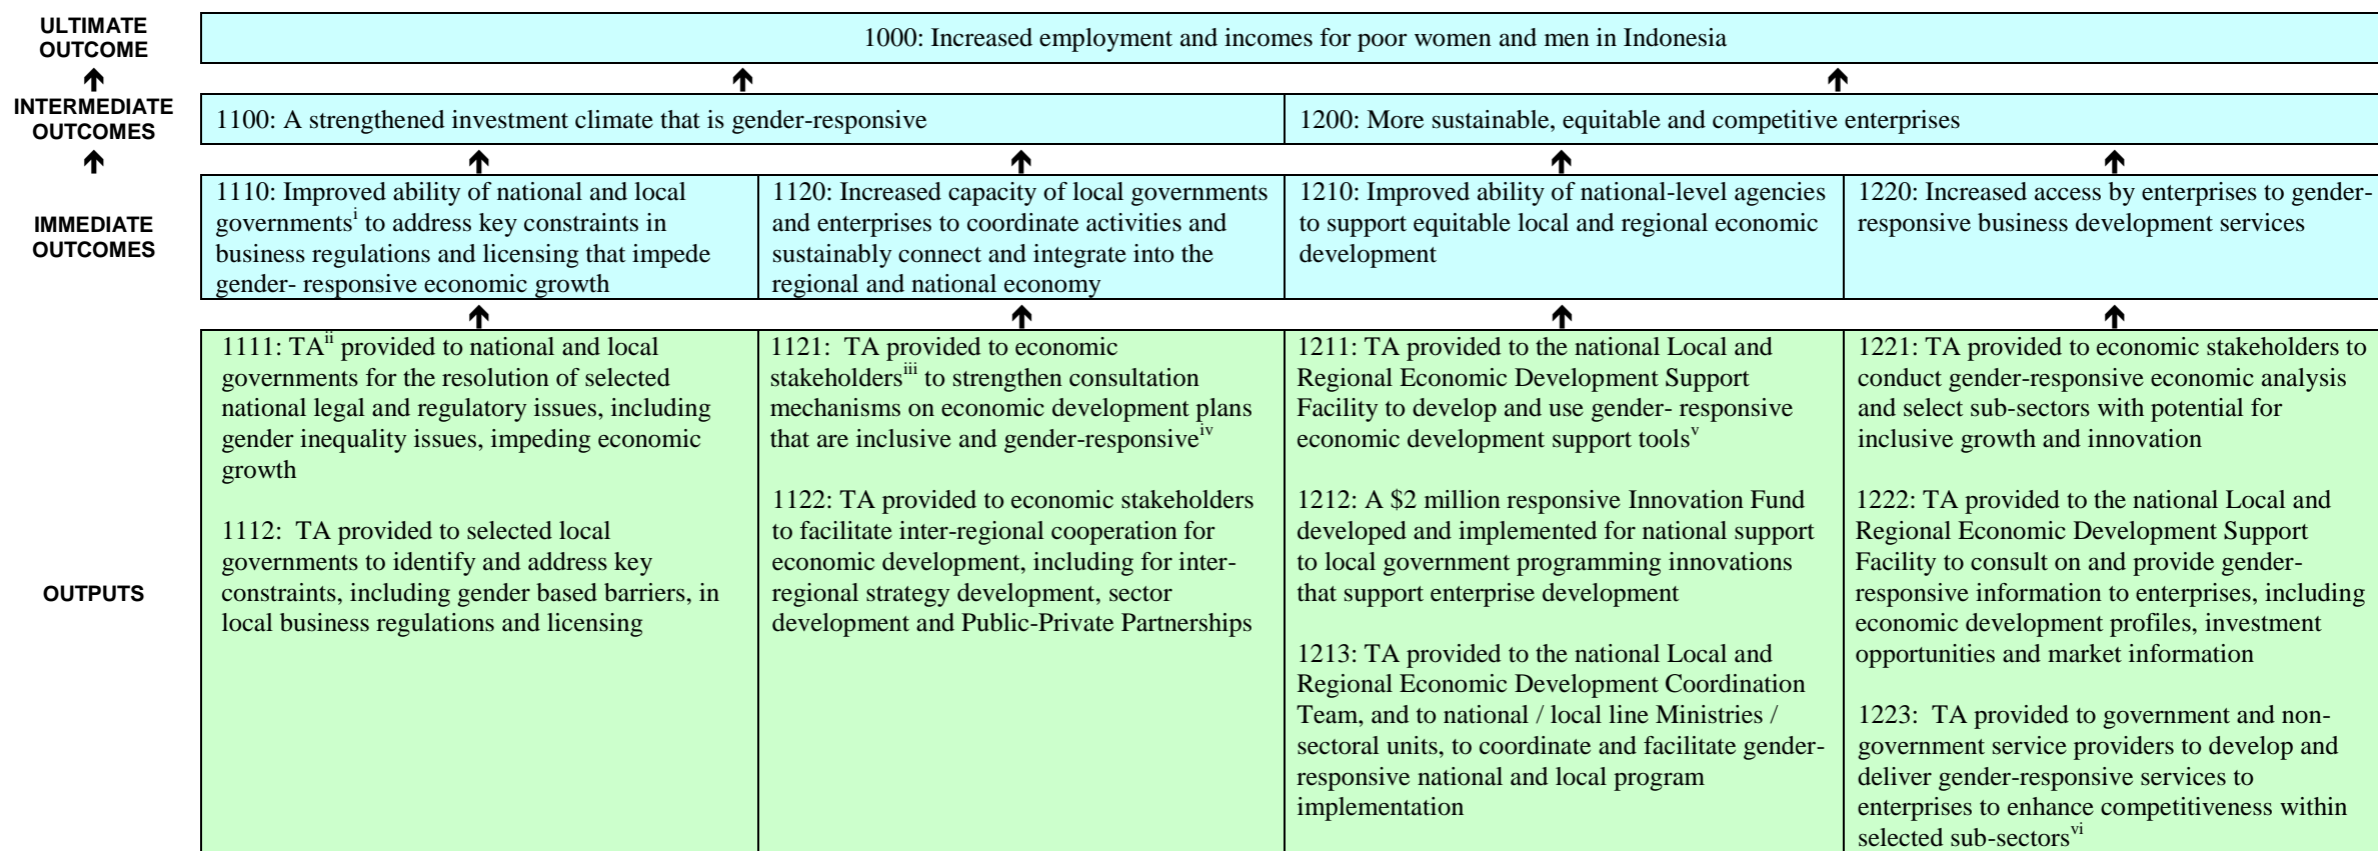 ULTIMATE
OUTCOME
1000: Increased employment and incomes for poor women and men in Indonesia
INTERMEDIATE
OUTCOMES
1100: A strengthened investment climate that is gender-responsive
1200: More sustainable, equitable and competitive enterprises
IMMEDIATE
OUTCOMES
1110: Improved ability of national and local
governments^i to address key constraints in
business regulations and licensing that impede
gender- responsive economic growth
1120: Increased capacity of local governments
and enterprises to coordinate activities and
sustainably connect and integrate into the
regional and national economy
1210: Improved ability of national-level agencies
to support equitable local and regional economic
development
1220: Increased access by enterprises to gender-
responsive business development services
OUTPUTS
1111: TA^ii provided to national and local
governments for the resolution of selected
national legal and regulatory issues, including
gender inequality issues, impeding economic
growth
1112: TA provided to selected local
governments to identify and address key
constraints, including gender based barriers, in
local business regulations and licensing
1121: TA provided to economic
stakeholders^iii to strengthen consultation
mechanisms on economic development plans
that are inclusive and gender-responsive^iv
1122: TA provided to economic stakeholders
to facilitate inter-regional cooperation for
economic development, including for inter-
regional strategy development, sector
development and Public-Private Partnerships
1211: TA provided to the national Local and
Regional Economic Development Support
Facility to develop and use gender- responsive
economic development support tools^v
1212: A $2 million responsive Innovation Fund
developed and implemented for national support
to local government programming innovations
that support enterprise development
1213: TA provided to the national Local and
Regional Economic Development Coordination
Team, and to national / local line Ministries /
sectoral units, to coordinate and facilitate gender-
responsive national and local program
implementation
1221: TA provided to economic stakeholders to
conduct gender-responsive economic analysis
and select sub-sectors with potential for
inclusive growth and innovation
1222: TA provided to the national Local and
Regional Economic Development Support
Facility to consult on and provide gender-
responsive information to enterprises, including
economic development profiles, investment
opportunities and market information
1223: TA provided to government and non-
government service providers to develop and
deliver gender-responsive services to
enterprises to enhance competitiveness within
selected sub-sectors^vi